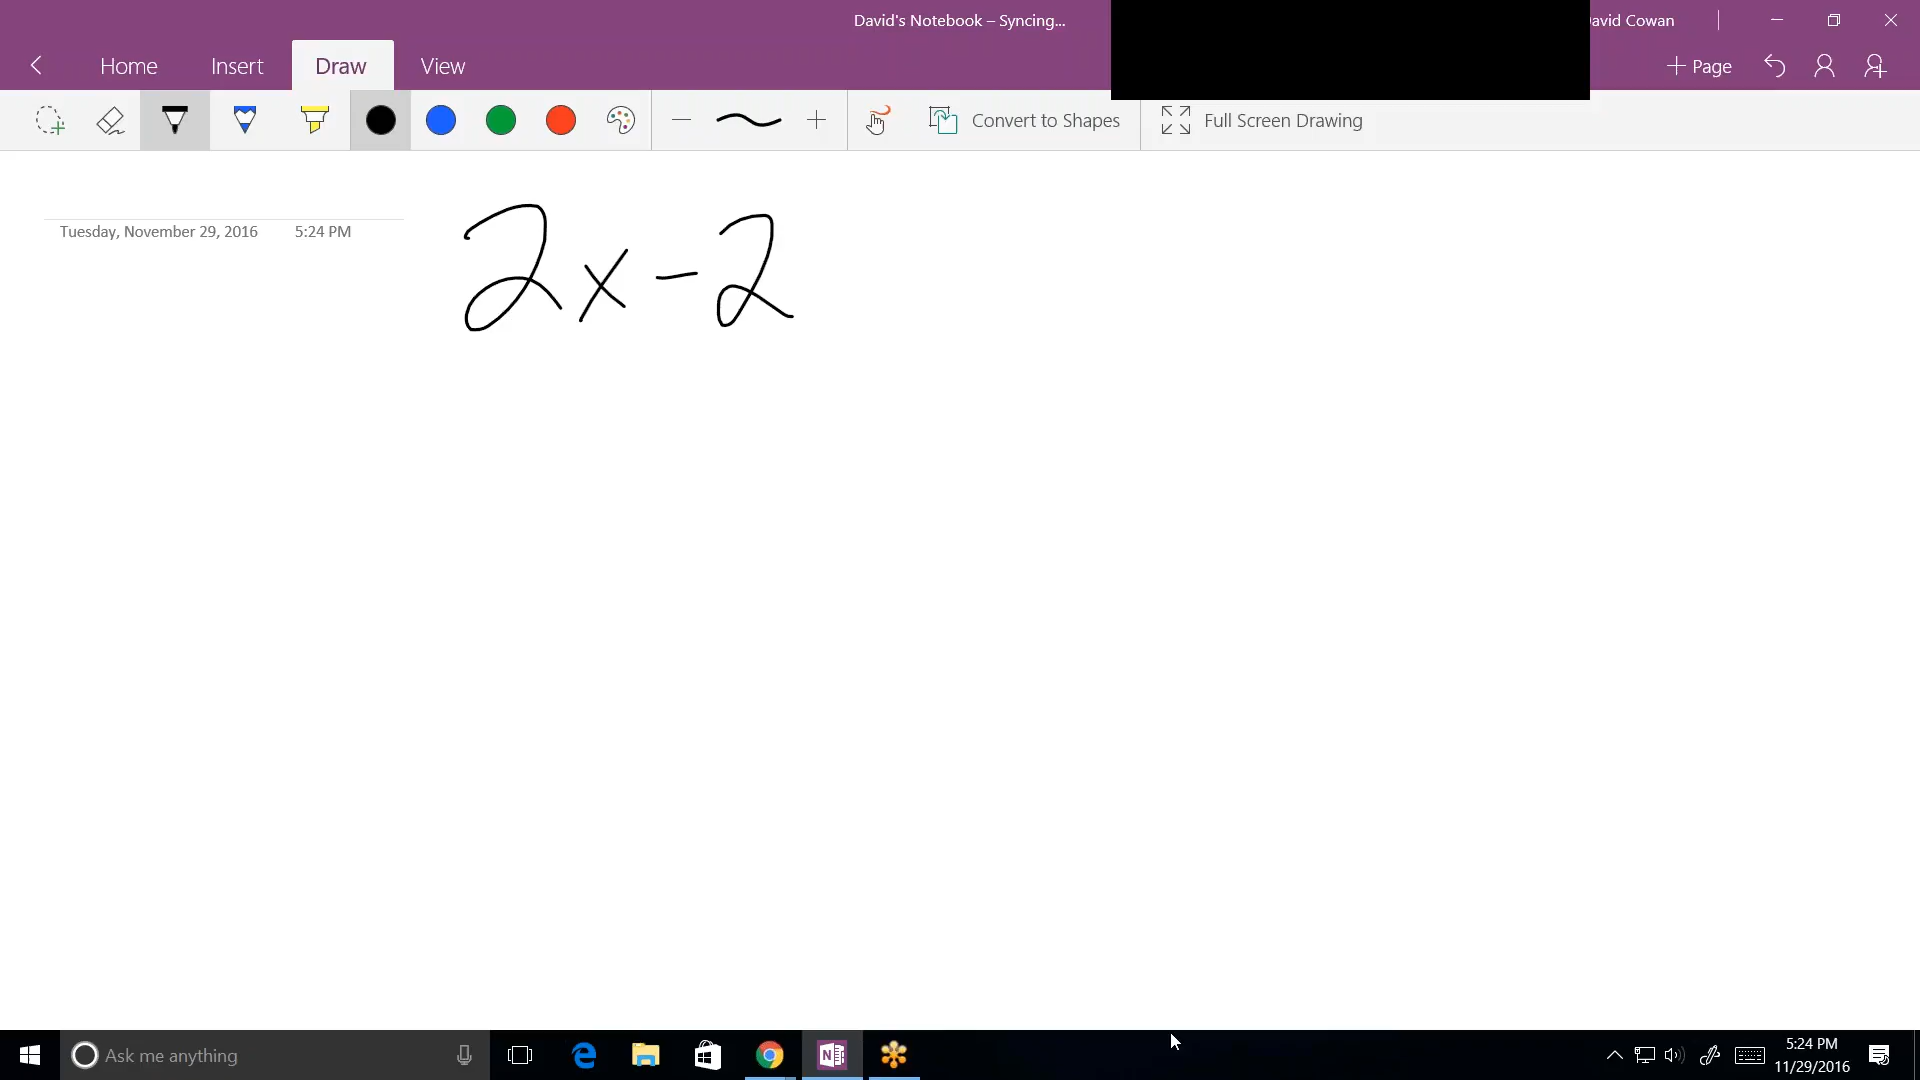 David's Notebook – Syncing...
avid Cowan
Home Insert Draw View
Page
Convert to Shapes Full Screen Drawing
2x-2
Tuesday, November 29, 2016 5:24 PM
Ask me anything
5:24 PM
11/29/2016